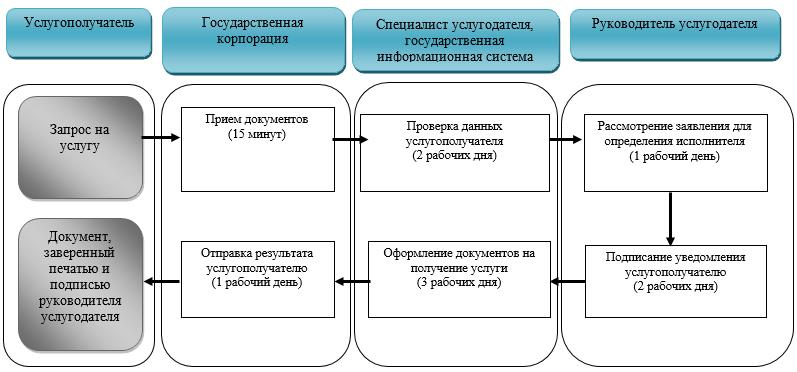 Услугополучатель
Государственная
корпорация
Специалист услугодателя,
государственная
информационная система
Руководитель услугодателя
Запрос на
услугу
Прием документов
(15 минут)
Проверка данных
услугополучателя
(2 рабочих дня)
Рассмотрение заявления для
определения исполнителя
(1 рабочий день)
Документ,
заверенный
печатью и
подписью
руководителя
услугодателя
Отправка результата
услугополучателю
(1 рабочий день)
Оформление документов на
получение услуги
(3 рабочих дня)
Подписание уведомления
услугополучателю
(2 рабочих дня)